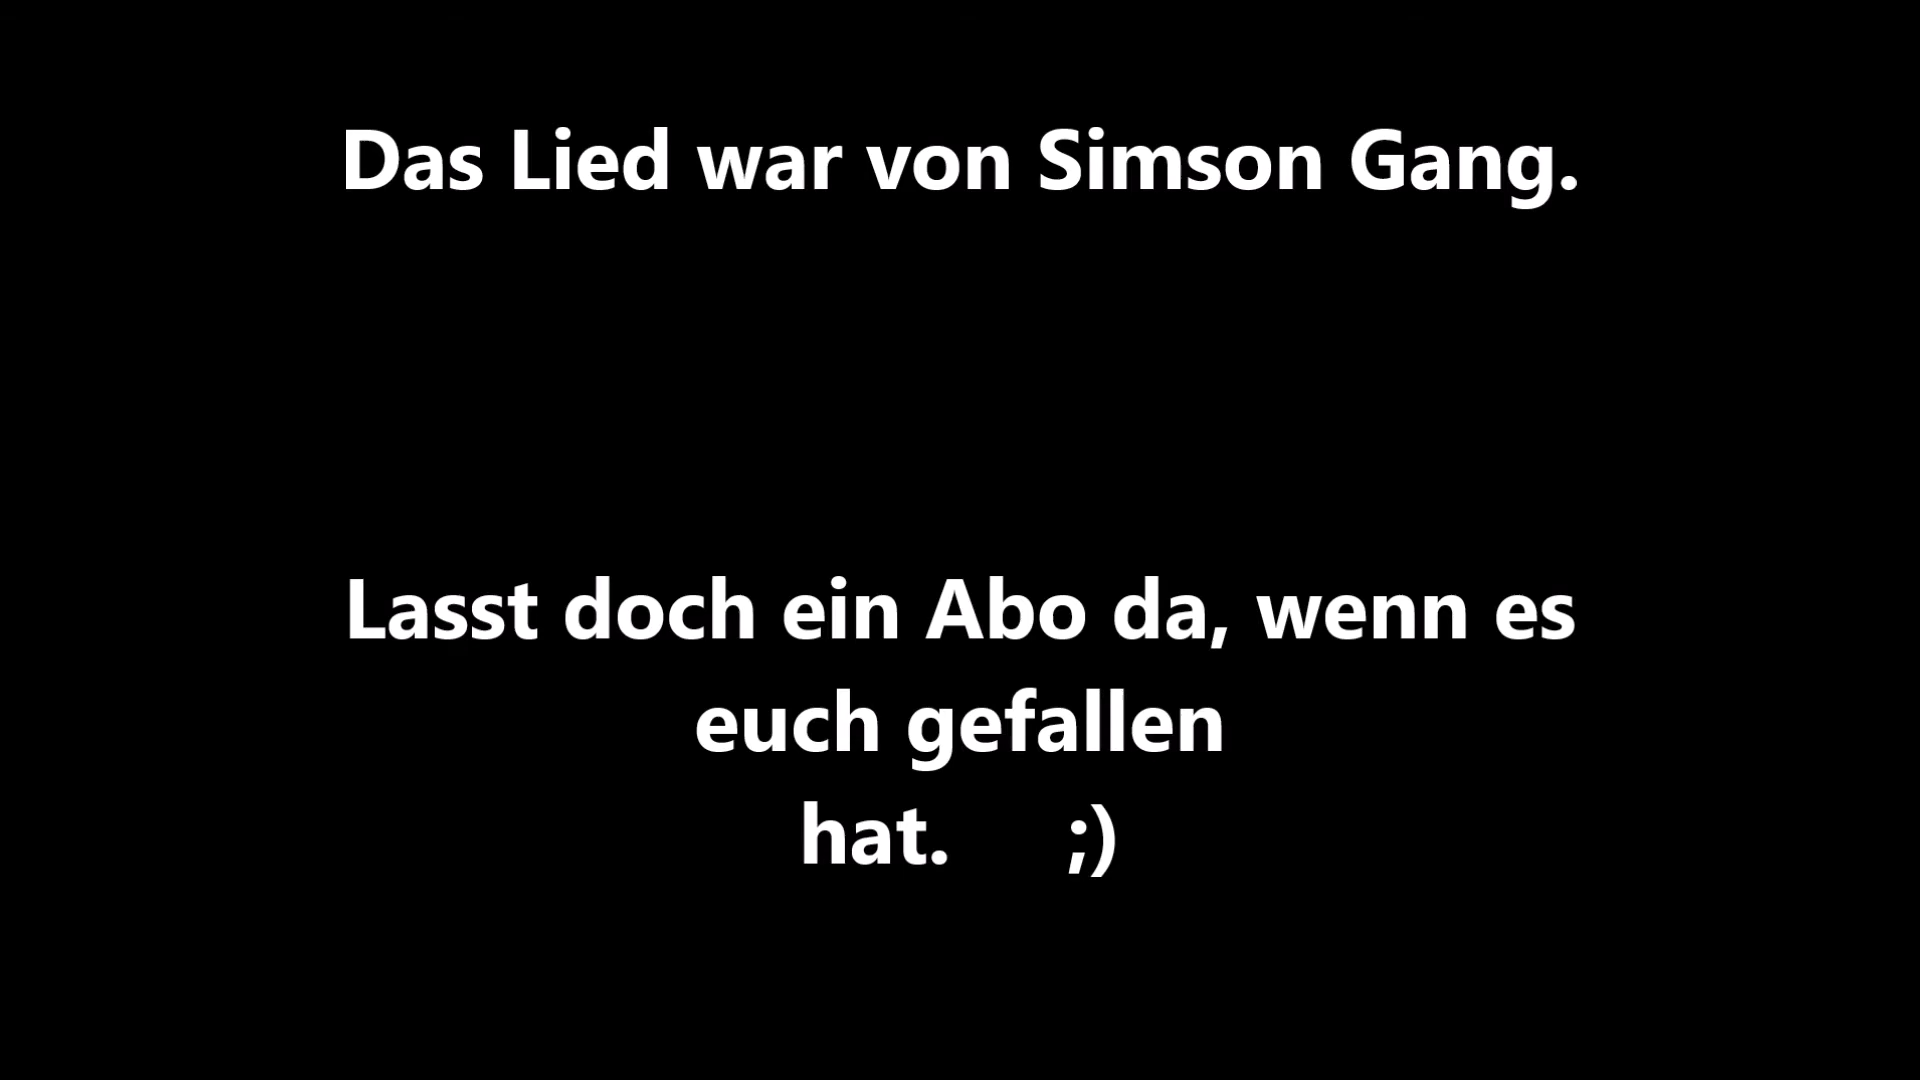 Das Lied war von Simson Gang.
Lasst doch ein Abo da, wenn es
euch gefallen
hat. ;)